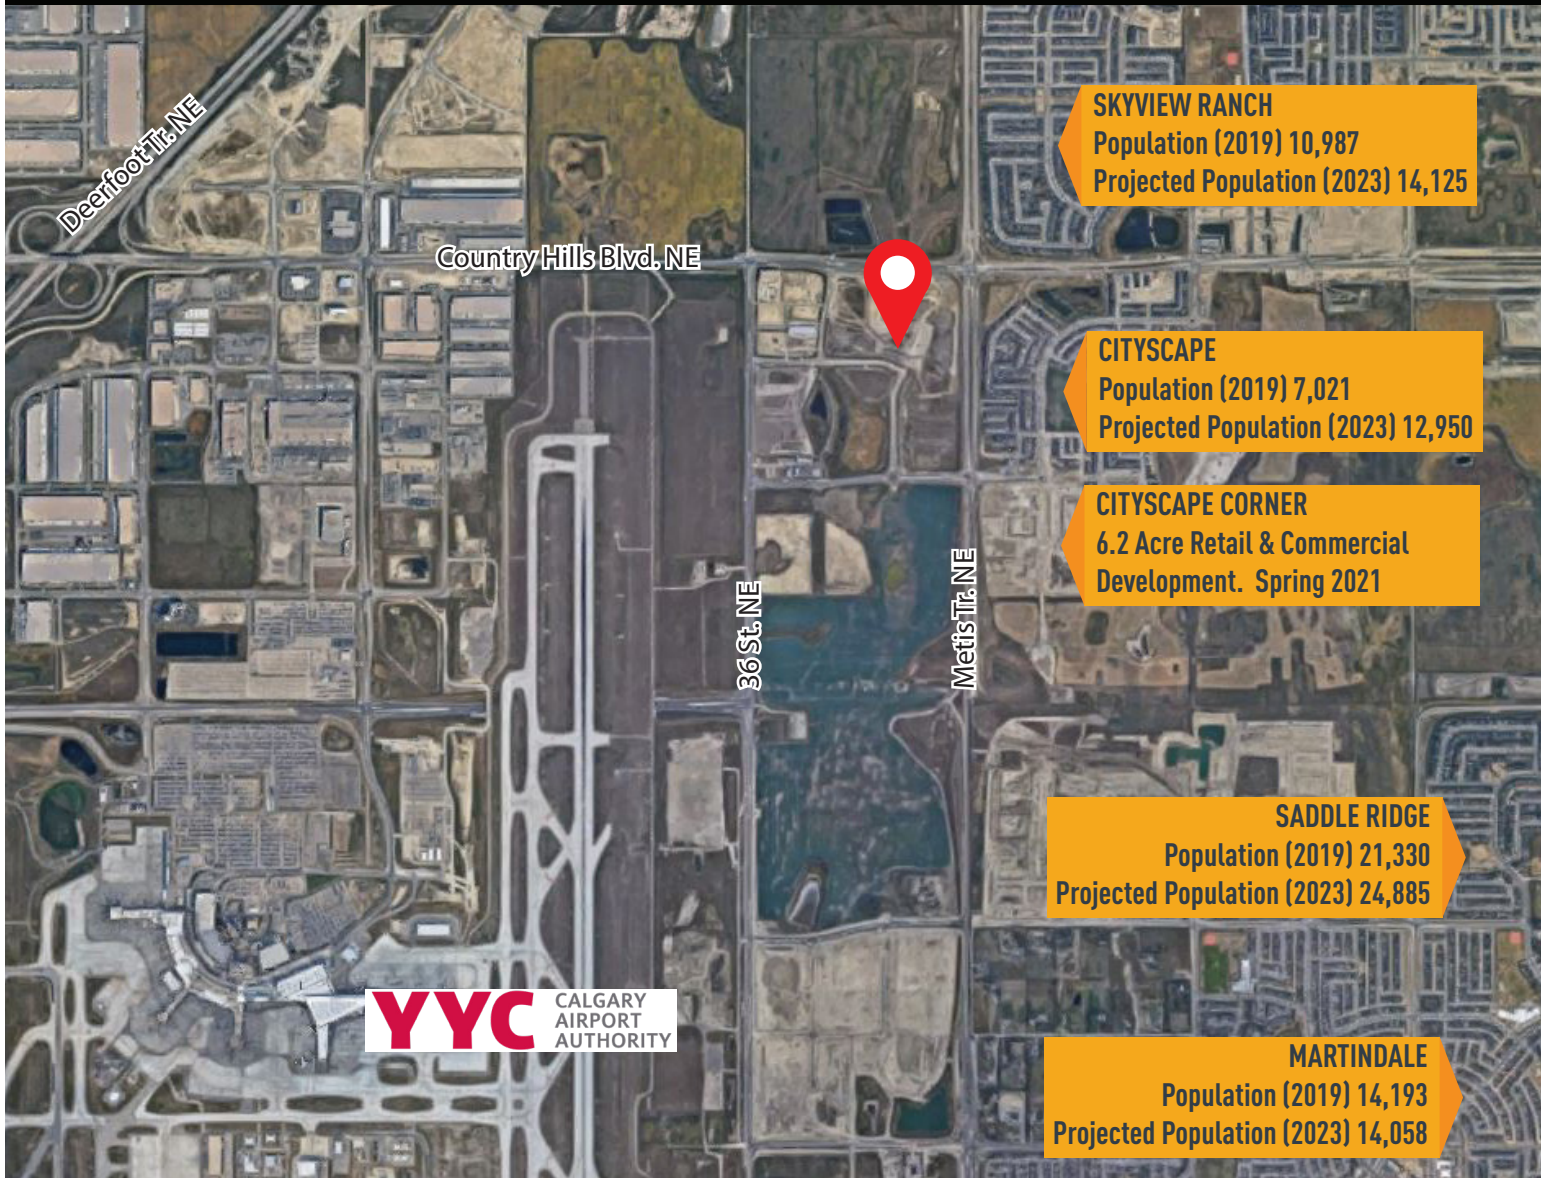 Deerfoot Tr. NE
Country Hills Blvd. NE
SKYVIEW RANCH
Population (2019) 10,987
Projected Population (2023) 14,125
CITYSCAPE
Population (2019) 7,021
Projected Population (2023) 12,950
CITYSCAPE CORNER
6.2 Acre Retail & Commercial
Development.  Spring 2021
36 St. NE
Metis Tr. NE
SADDLE RIDGE
Population (2019) 21,330
Projected Population (2023) 24,885
YYC
CALGARY
AIRPORT
AUTHORITY
MARTINDALE
Population (2019) 14,193
Projected Population (2023) 14,058